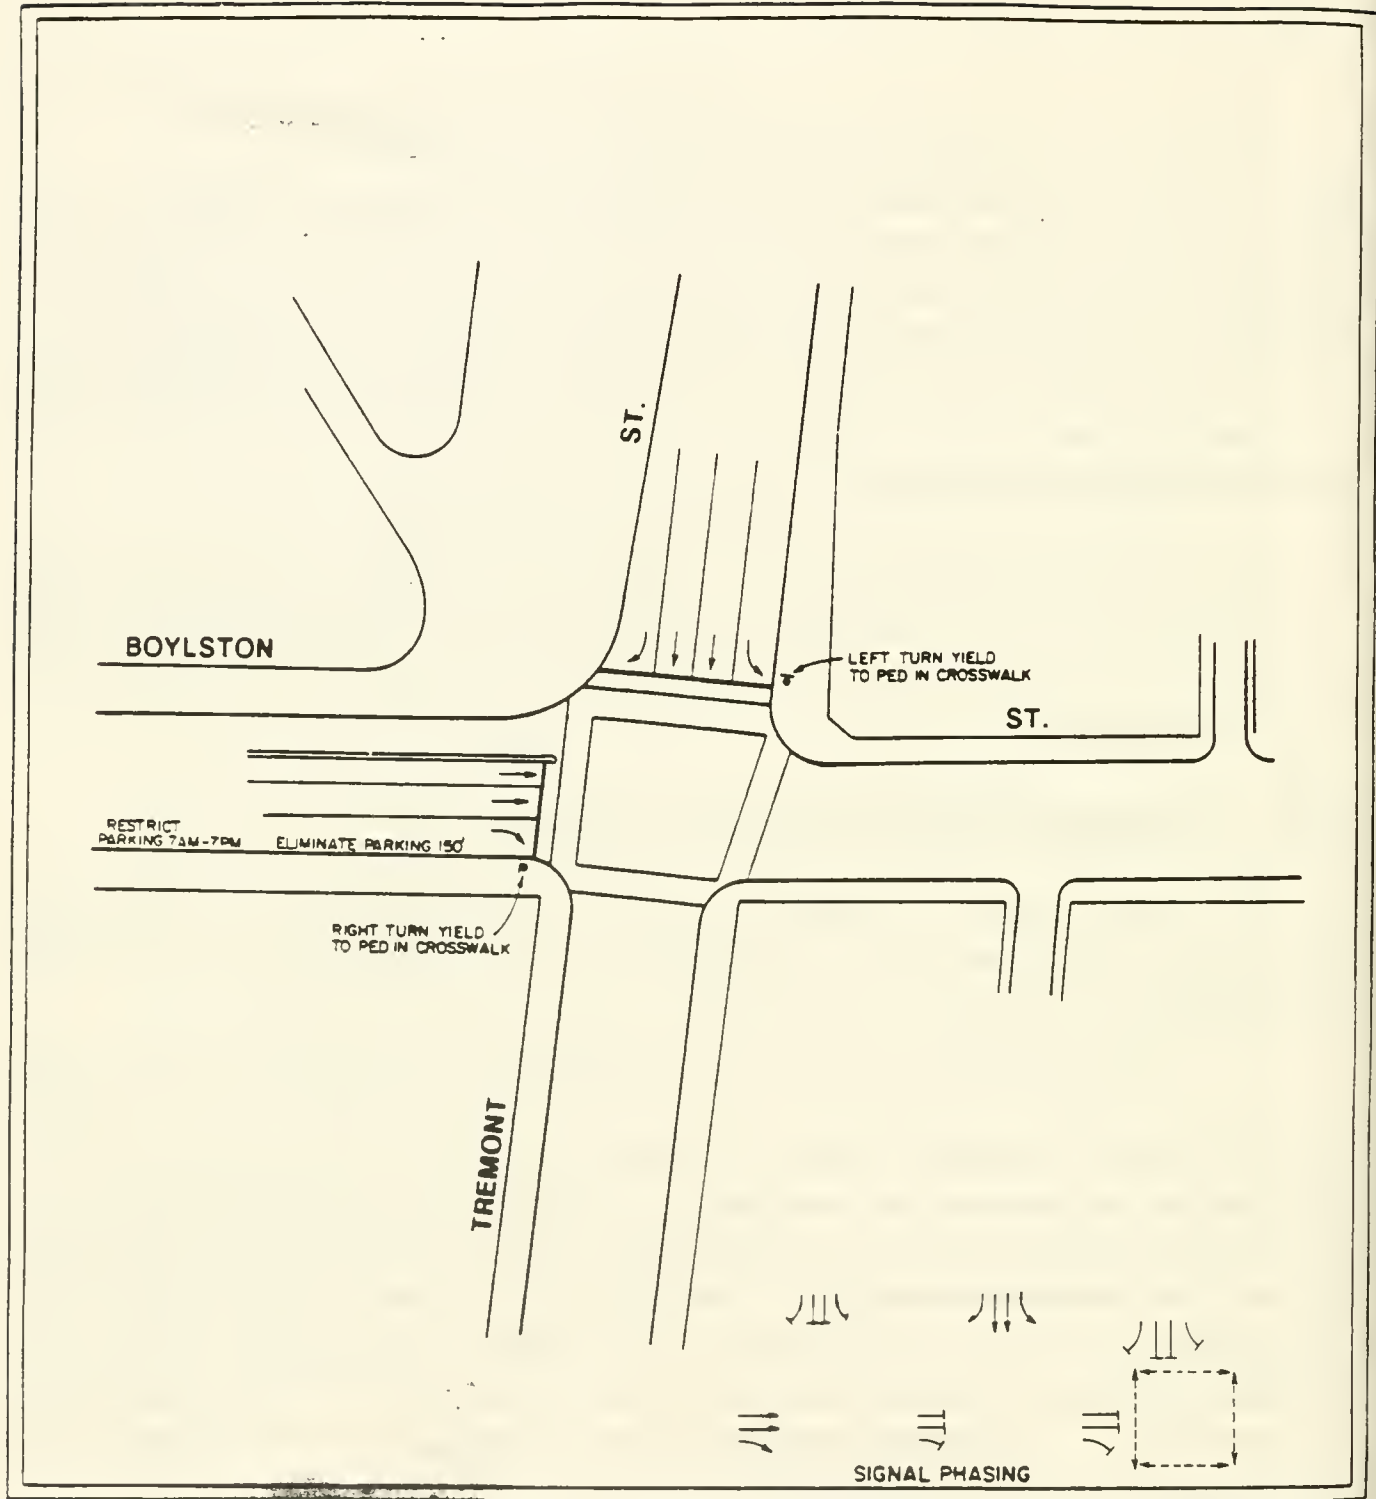 ST.
BOYLSTON
LEFT TURN YIELD
TO PED IN CROSSWALK
ST.
RESTRICT
PARKING 7AM-7PM
ELIMINATE PARKING 150'
RIGHT TURN YIELD
TO PED IN CROSSWALK
TREMONT
SIGNAL PHASING